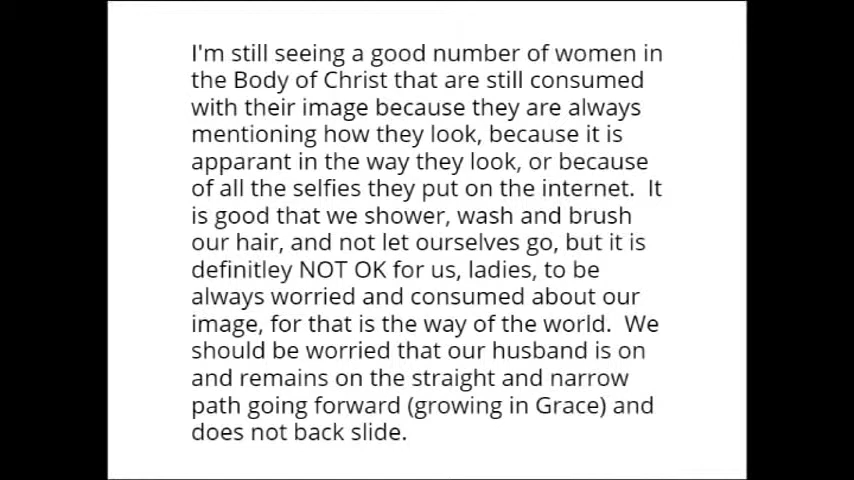 I'm still seeing a good number of women in
the Body of Christ that are still consumed
with their image because they are always
mentioning how they look, because it is
apparant in the way they look, or because
of all the selfies they put on the internet.  It
is good that we shower, wash and brush
our hair, and not let ourselves go, but it is
definitley NOT OK for us, ladies, to be
always worried and consumed about our
image, for that is the way of the world.  We
should be worried that our husband is on
and remains on the straight and narrow
path going forward (growing in Grace) and
does not back slide.